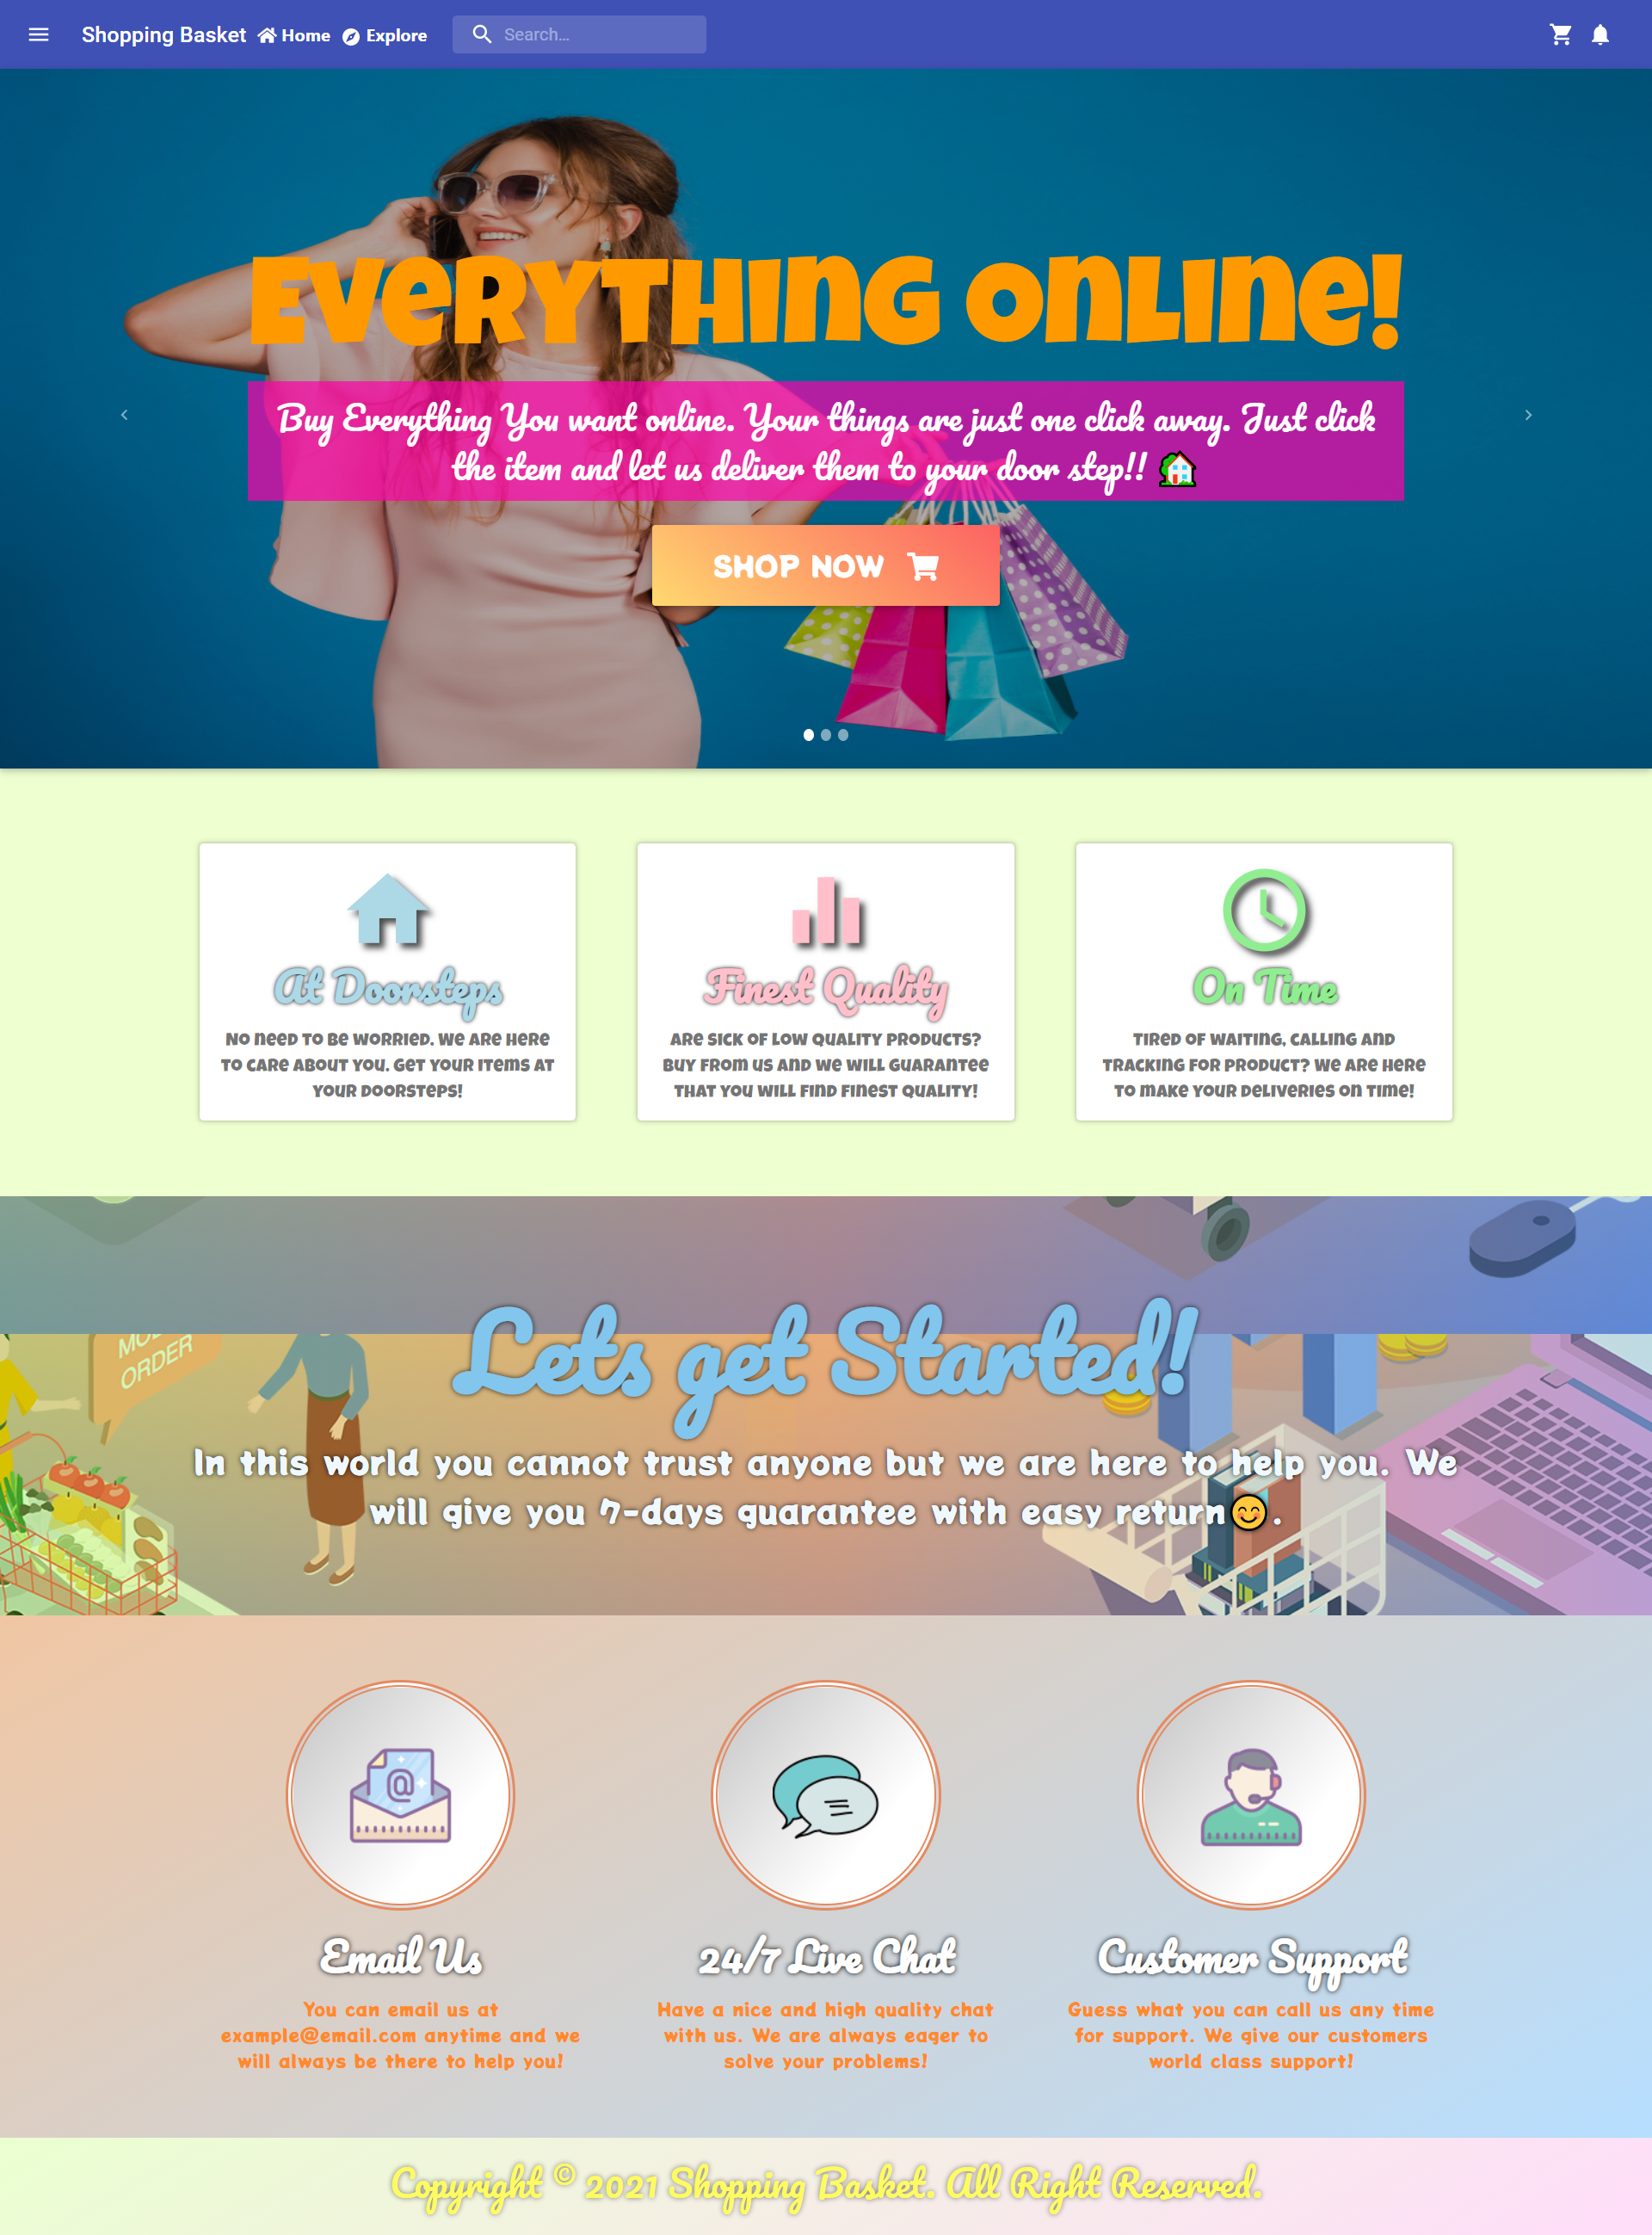 Shopping Basket Home Explore Search...
Everything Online!
Buy Everything You want online. Your things are just one click away. Just click
the item and let us deliver them to your door step!! 🏡
SHOP NOW
At Doorsteps
No need to be worried. We are here
to care about you. Get your items at
your doorsteps!
Finest Quality
Are sick of low quality products?
Buy from us and we will guarantee
that you will find finest quality!
On Time
Tired of waiting, calling and
tracking for product? We are here
to make your deliveries on time!
ORDER
Lets get Started!
In this world you cannot trust anyone but we are here to help you. We
will give you 7-days guarantee with easy return😊.
Email Us
You can email us at
example@email.com anytime and we
will always be there to help you!
24/7 Live Chat
Have a nice and high quality chat
with us. We are always eager to
solve your problems!
Customer Support
Guess what you can call us any time
for support. We give our customers
world class support!
Copyright © 2021 Shopping Basket. All Right Reserved.